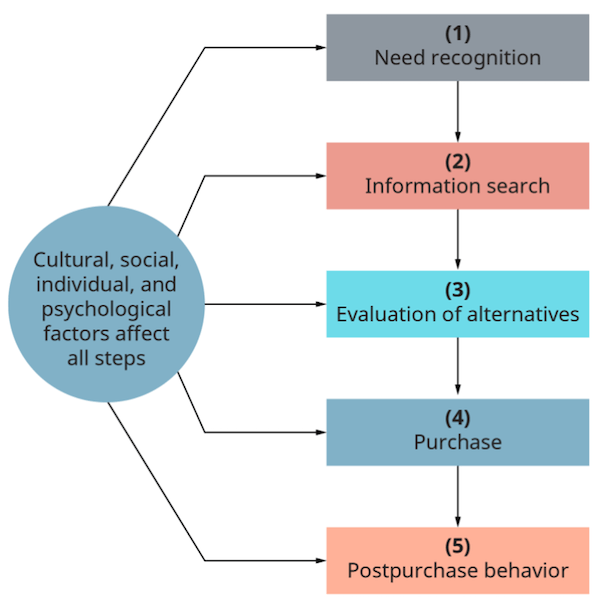 (1)
Need recognition
(2)
Information search
Cultural, social,
individual, and
psychological
factors affect
all steps
(3)
Evaluation of alternatives
(4)
Purchase
(5)
Postpurchase behavior